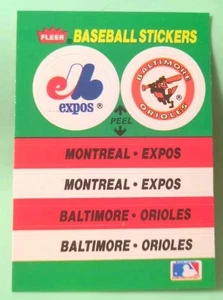 FLEER BASEBALL STICKERS
expos ®
BALTIMORE
ORIOLES ®
PEEL
MONTREAL • EXPOS
MONTREAL • EXPOS
BALTIMORE • ORIOLES
BALTIMORE • ORIOLES